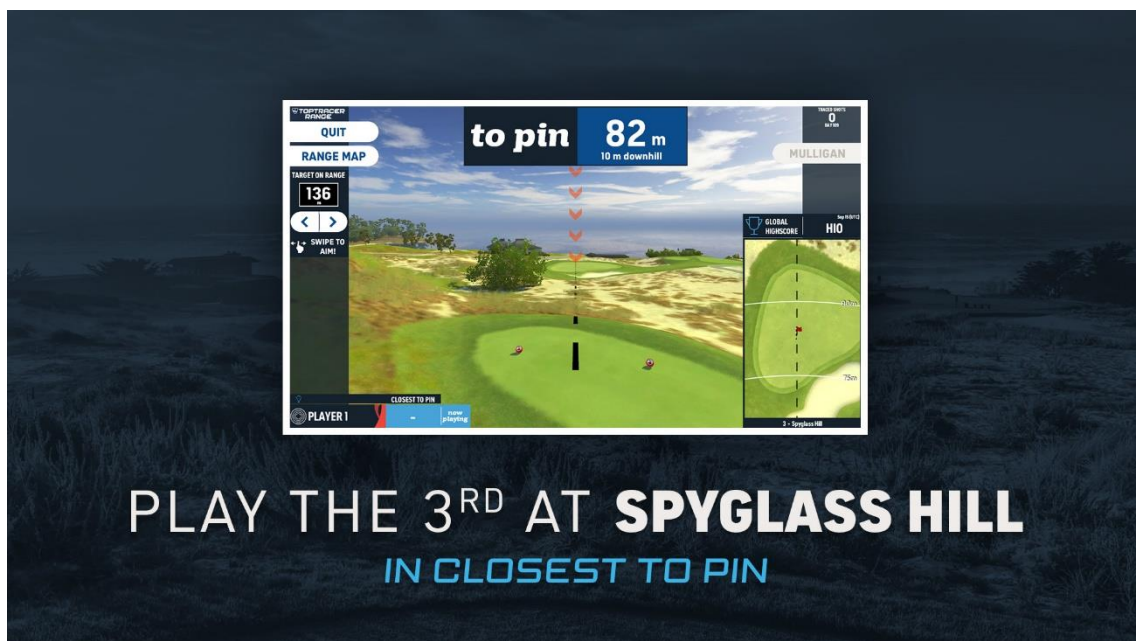 TOPTRACER
RANGE
QUIT
RANGE MAP
TARGET ON RANGE
136
SWIPE TO
AIM!
to pin
82 m
10 m downhill
TRACED SHOTS
0
MULLIGAN
GLOBAL
HIGHSCORE
HIO
75m
3 - Spyglass Hill
CLOSEST TO PIN
PLAYER 1
-
now
playing
PLAY THE 3RD AT SPYGLASS HILL
IN CLOSEST TO PIN